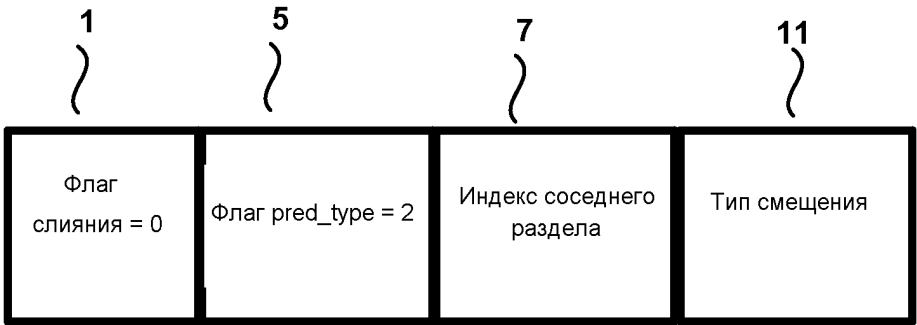 1 5 7 11
Флаг
слияния = 0
Флаг pred_type = 2
Индекс соседнего
раздела
Тип смещения